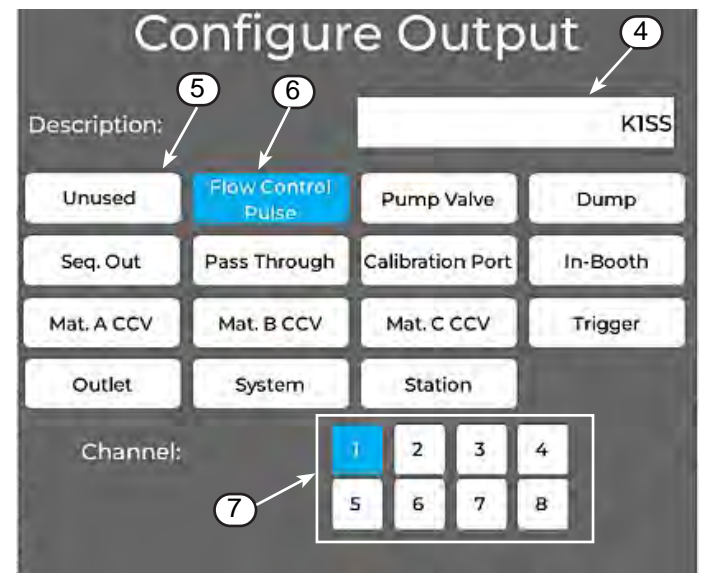 Configure Output
4
5
6
Description:
K1SS
Unused
Flow Control
Pulse
Pump Valve
Dump
Seq. Out
Pass Through
Calibration Port
In-Booth
Mat. A CCV
Mat. B CCV
Mat. C CCV
Trigger
Outlet
System
Station
Channel:
1
2
3
4
7
5
6
7
8